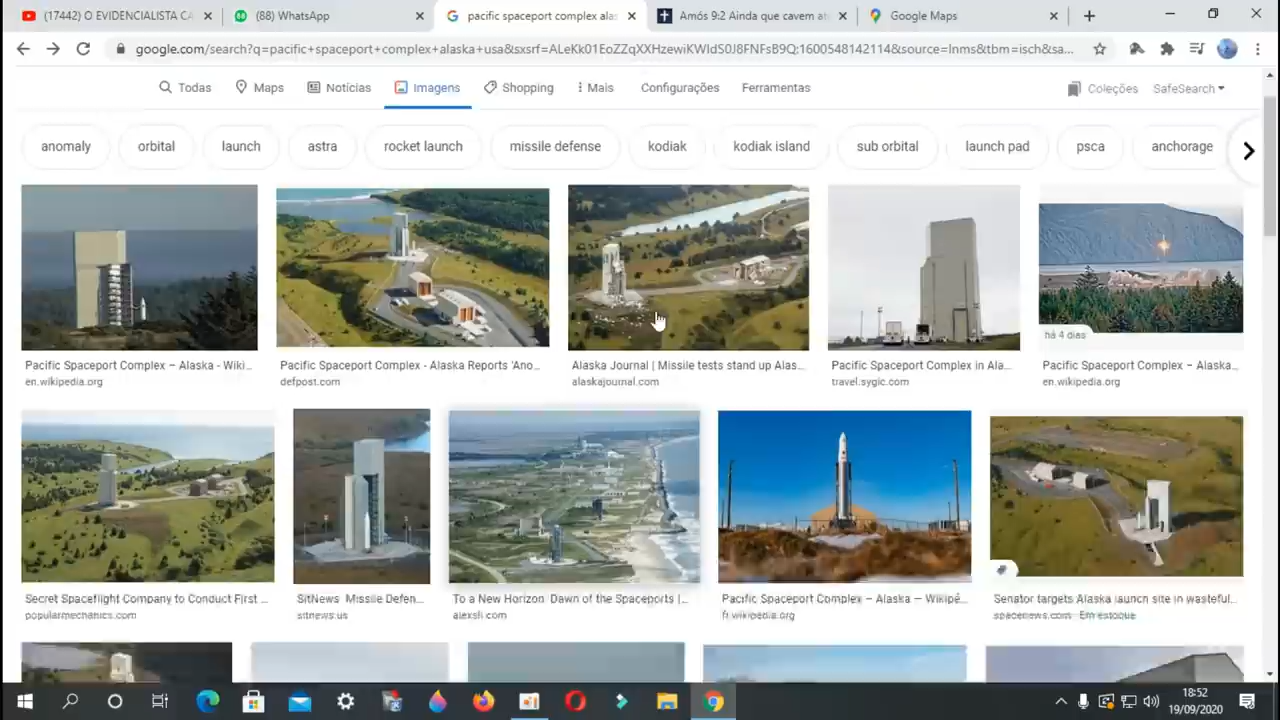 (17442) O EVIDENCIALISTA CA
(88) WhatsApp
pacific spaceport complex alas
Amós 9:2 Ainda que cavem at
Google Maps
google.com/search?q=pacific+spaceport+complex+alaska+usa&sxsrf=ALeKk01EoZZqXXHzewiKWIdS0J8FNFsB9Q:1600548142114&source=lnms&tbm=isch&sa...
Todas Maps Notícias Imagens Shopping Mais Configurações Ferramentas Coleções SafeSearch
anomaly orbital launch astra rocket launch missile defense kodiak kodiak island sub orbital launch pad psca anchorage
há 4 dias
Pacific Spaceport Complex – Alaska - Wiki...
en.wikipedia.org
Pacific Spaceport Complex - Alaska Reports 'Ano...
defpost.com
Alaska Journal | Missile tests stand up Alas...
alaskajournal.com
Pacific Spaceport Complex in Ala...
travel.sygic.com
Pacific Spaceport Complex – Alaska...
en.wikipedia.org
Secret Spaceflight Company to Conduct First ...
popularmechanics.com
SitNews Missile Defen...
sitnews.us
To a New Horizon Dawn of the Spaceports |...
alexsli.com
Pacific Spaceport Complex – Alaska — Wikipé...
fr.wikipedia.org
Senator targets Alaska launch site in wasteful...
spacenews.com Em estoque
18:52
19/09/2020